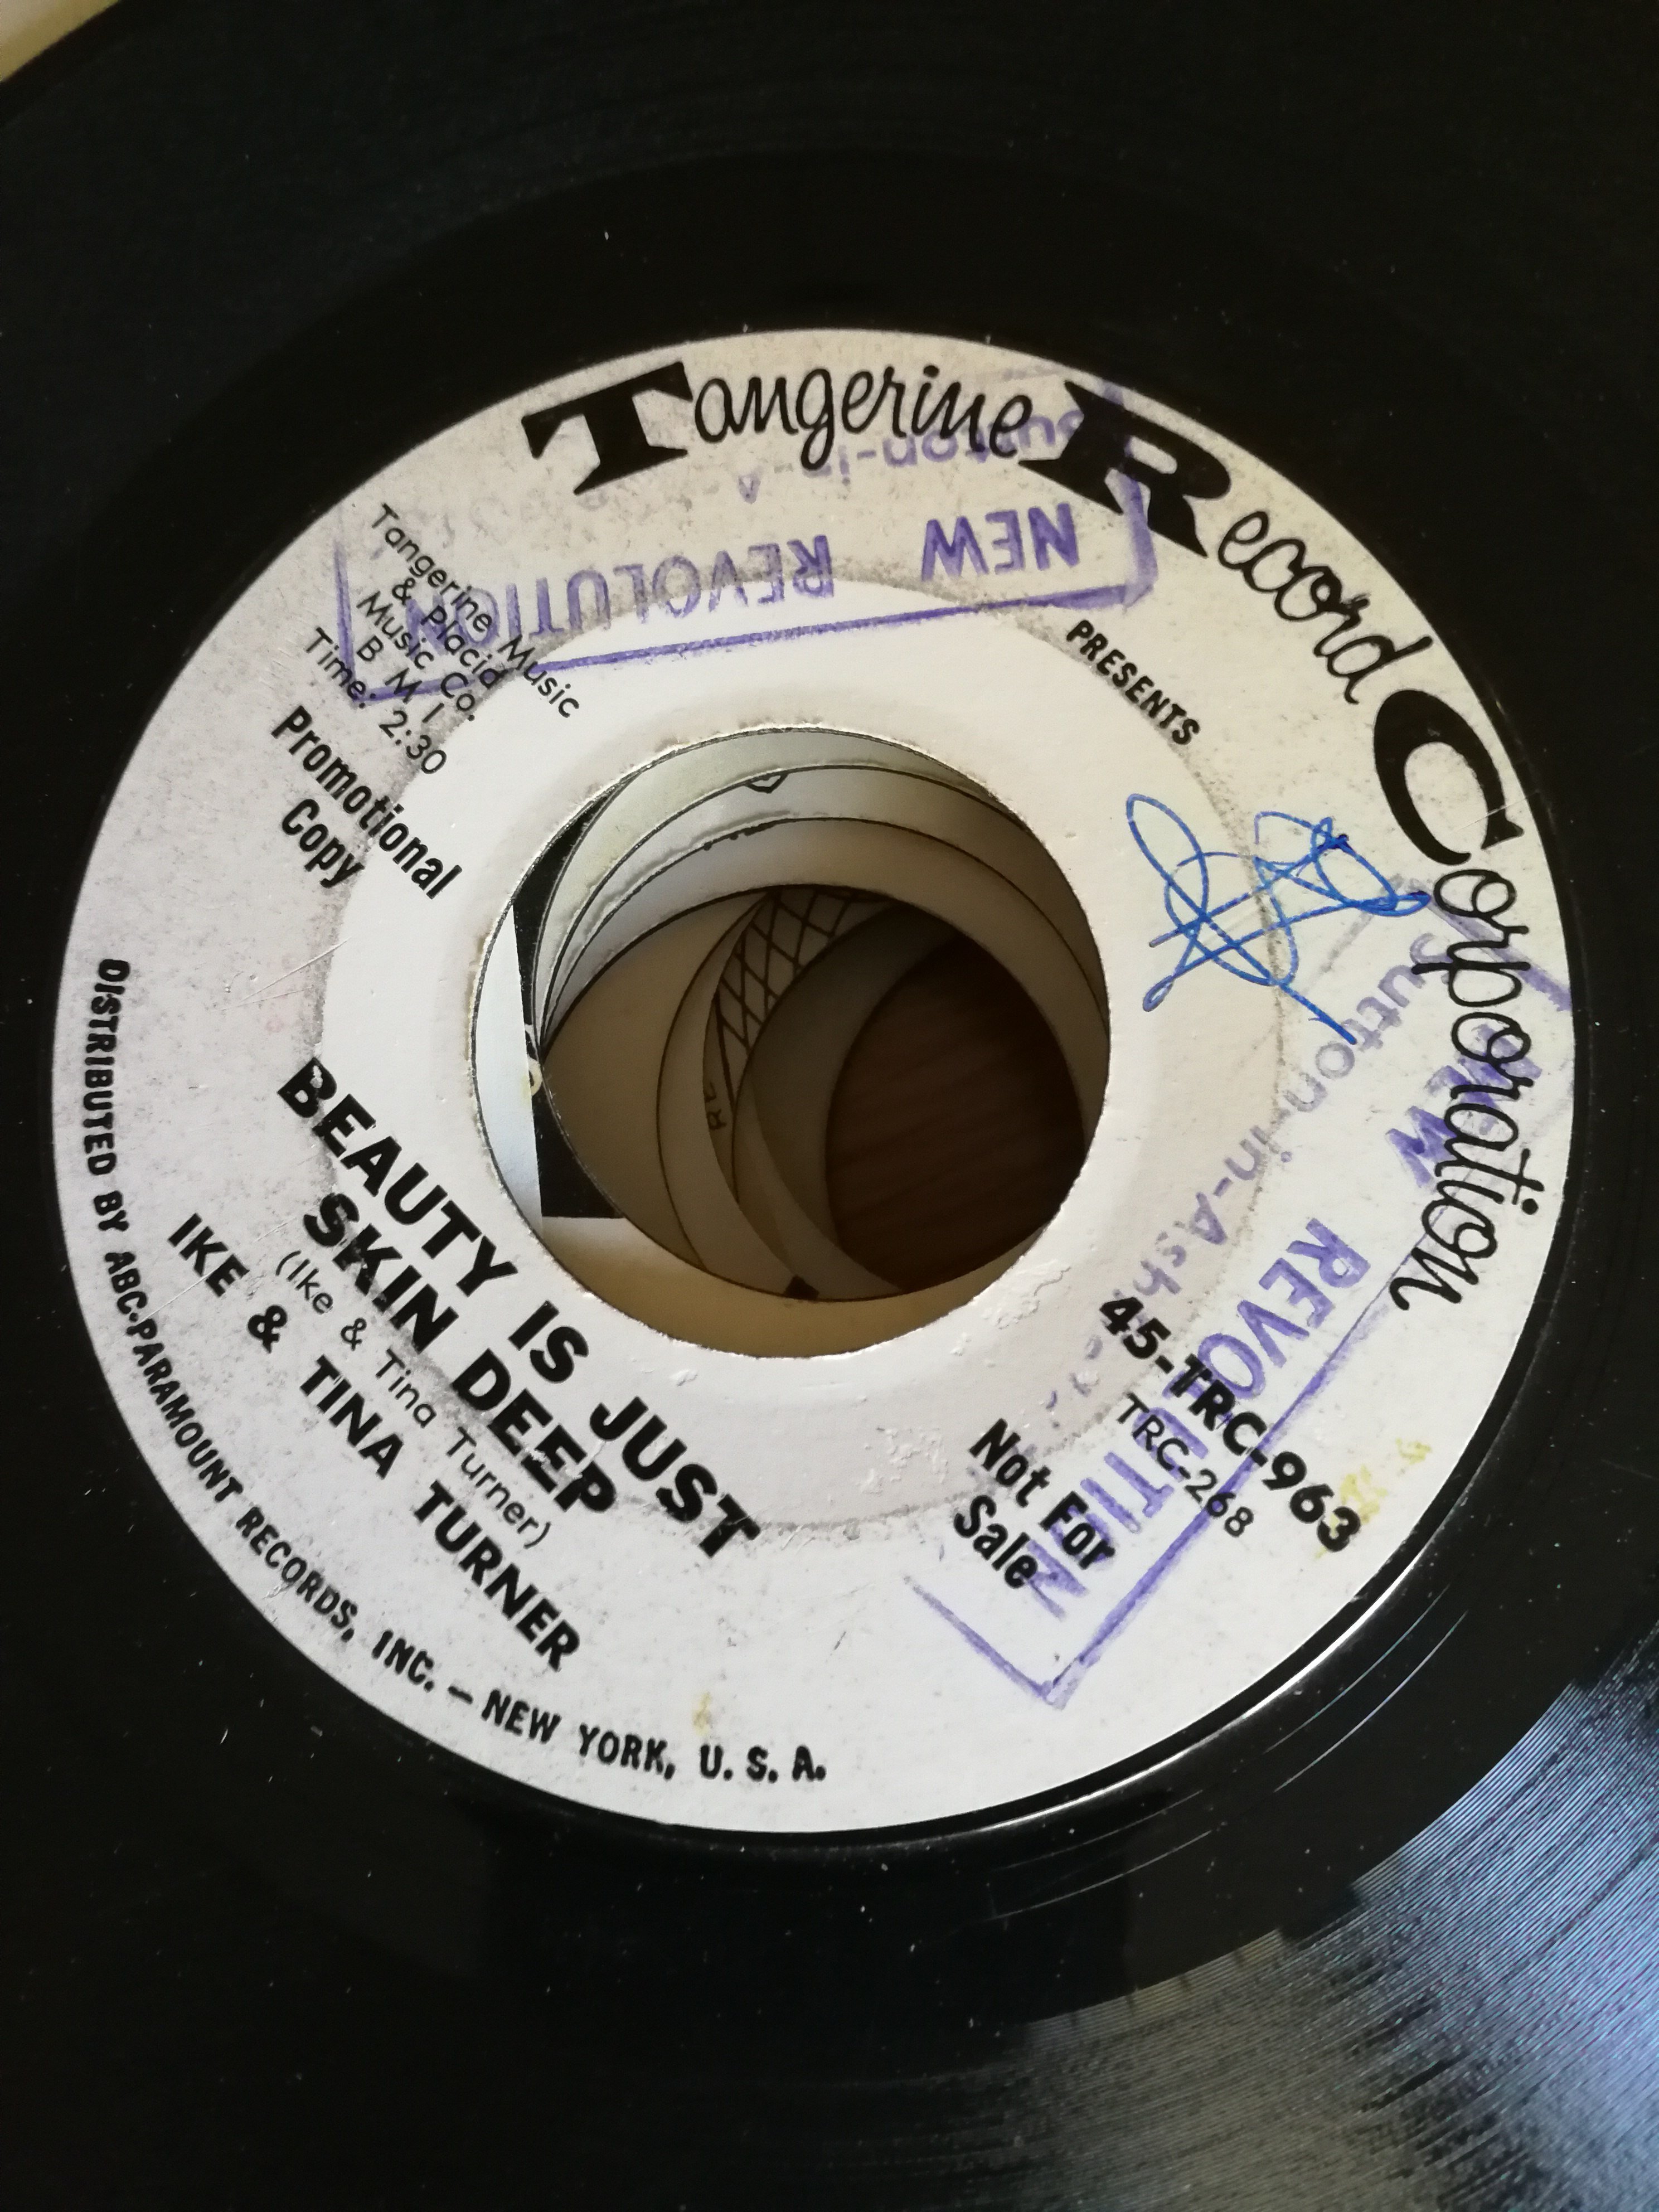 Tangerine Record Corporation
PRESENTS
Tangerine Music
& Placid
Music Co.
B M I
Time: 2:30
Promotional
Copy
45-TRC-963
TRC-268
Not For
Sale
BEAUTY IS JUST
SKIN DEEP
(Ike & Tina Turner)
IKE & TINA TURNER
DISTRIBUTED BY ABC-PARAMOUNT RECORDS, INC. – NEW YORK, U. S. A.
NEW REVOLUTION
NEW REVOLUTION